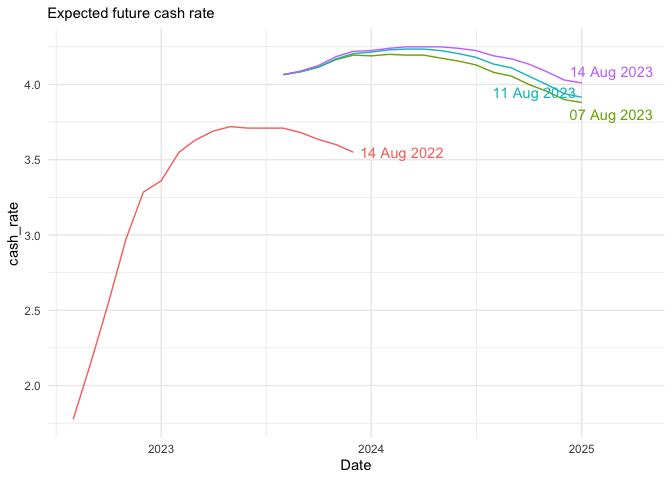 Expected future cash rate
cash_rate
4.0
3.5
3.0
2.5
2.0
14 Aug 2023
11 Aug 2023
07 Aug 2023
14 Aug 2022
2023
2024
2025
Date